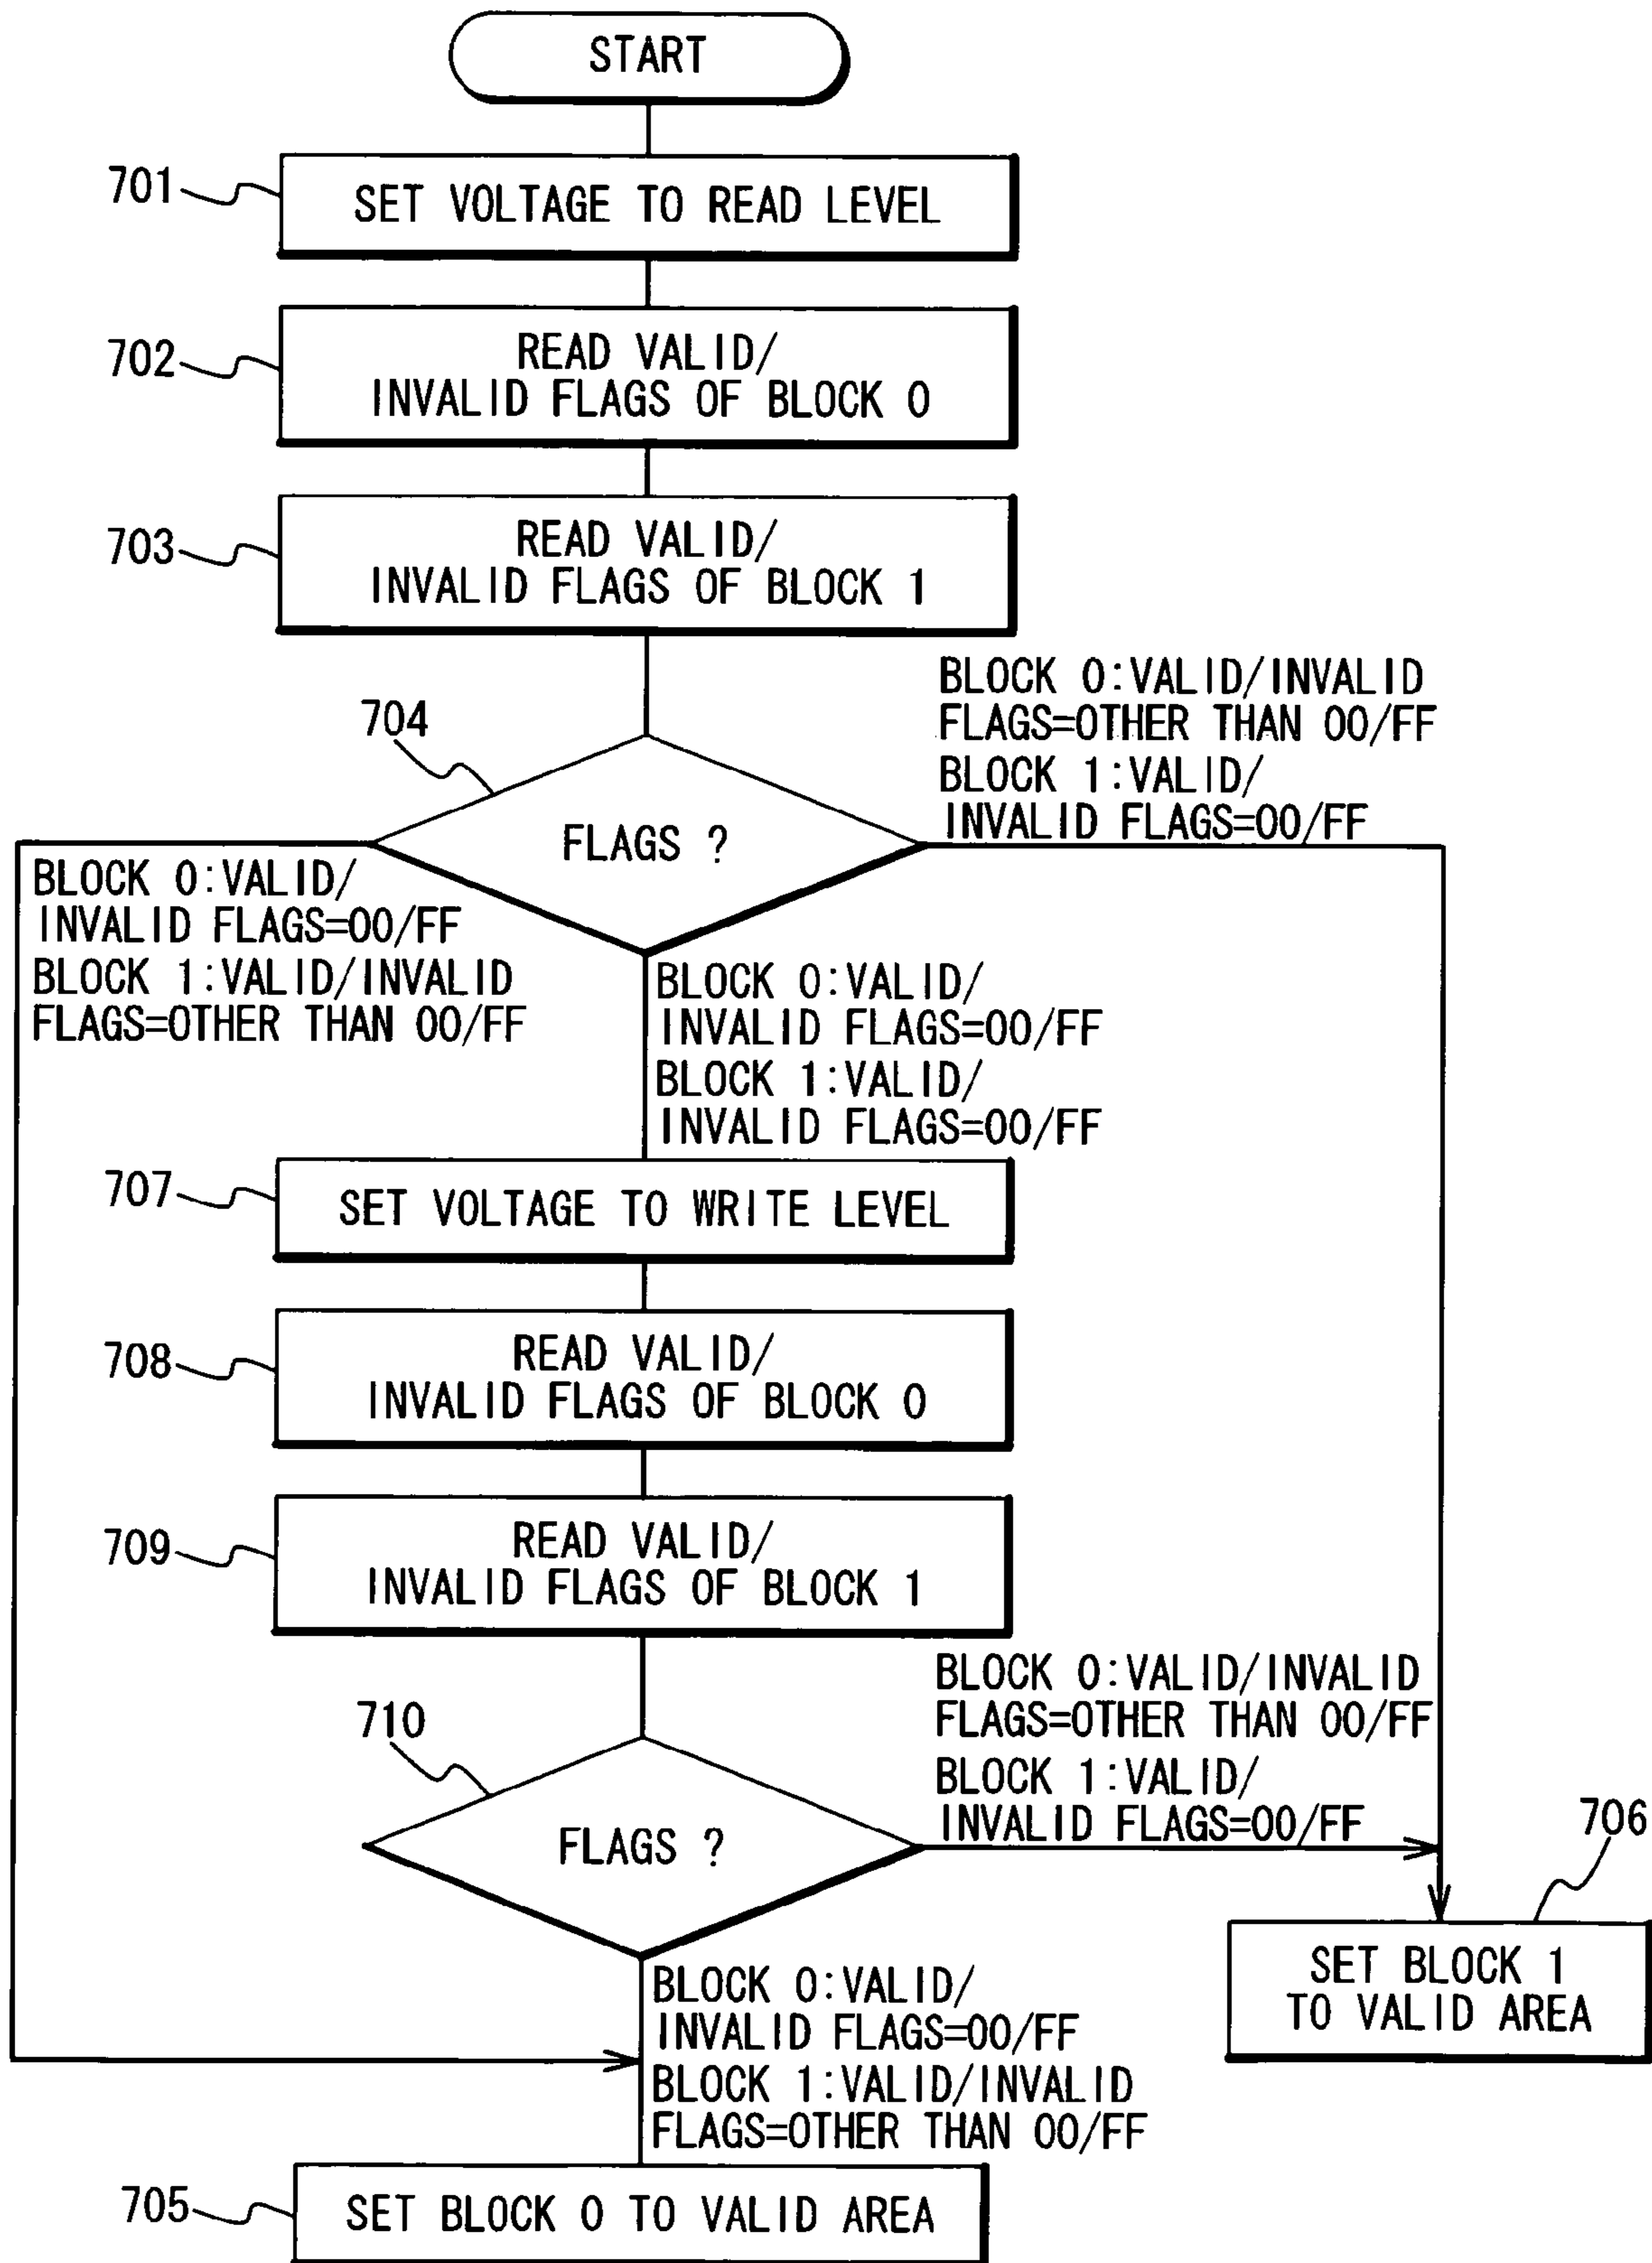 START
701
SET VOLTAGE TO READ LEVEL
702
READ VALID/
INVALID FLAGS OF BLOCK 0
703
READ VALID/
INVALID FLAGS OF BLOCK 1
704
FLAGS ?
BLOCK 0:VALID/INVALID
FLAGS=OTHER THAN 00/FF
BLOCK 1:VALID/
INVALID FLAGS=00/FF
BLOCK 0:VALID/
INVALID FLAGS=00/FF
BLOCK 1:VALID/INVALID
FLAGS=OTHER THAN 00/FF
BLOCK 0:VALID/
INVALID FLAGS=00/FF
BLOCK 1:VALID/
INVALID FLAGS=00/FF
707
SET VOLTAGE TO WRITE LEVEL
708
READ VALID/
INVALID FLAGS OF BLOCK 0
709
READ VALID/
INVALID FLAGS OF BLOCK 1
710
FLAGS ?
BLOCK 0:VALID/INVALID
FLAGS=OTHER THAN 00/FF
BLOCK 1:VALID/
INVALID FLAGS=00/FF
706
SET BLOCK 1
TO VALID AREA
BLOCK 0:VALID/
INVALID FLAGS=00/FF
BLOCK 1:VALID/INVALID
FLAGS=OTHER THAN 00/FF
705
SET BLOCK 0 TO VALID AREA